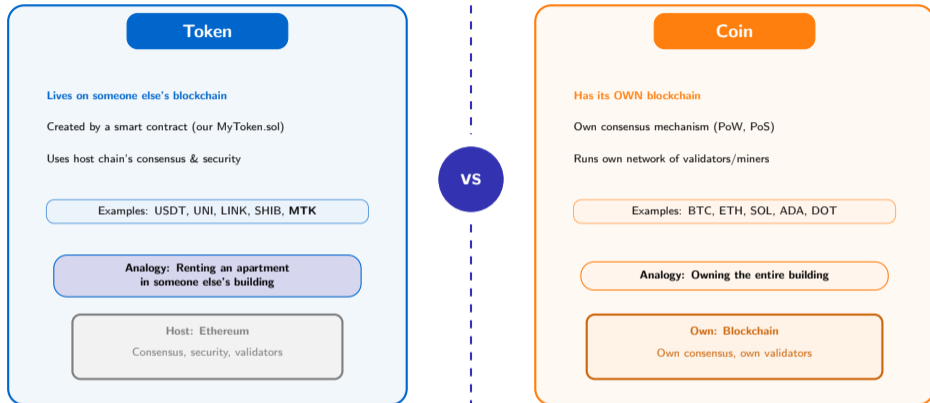 Token
Lives on someone else's blockchain
Created by a smart contract (our MyToken.sol)
Uses host chain's consensus & security
Examples: USDT, UNI, LINK, SHIB, MTK
Analogy: Renting an apartment
in someone else's building
Host: Ethereum
Consensus, security, validators
VS
Coin
Has its OWN blockchain
Own consensus mechanism (PoW, PoS)
Runs own network of validators/miners
Examples: BTC, ETH, SOL, ADA, DOT
Analogy: Owning the entire building
Own: Blockchain
Own consensus, own validators